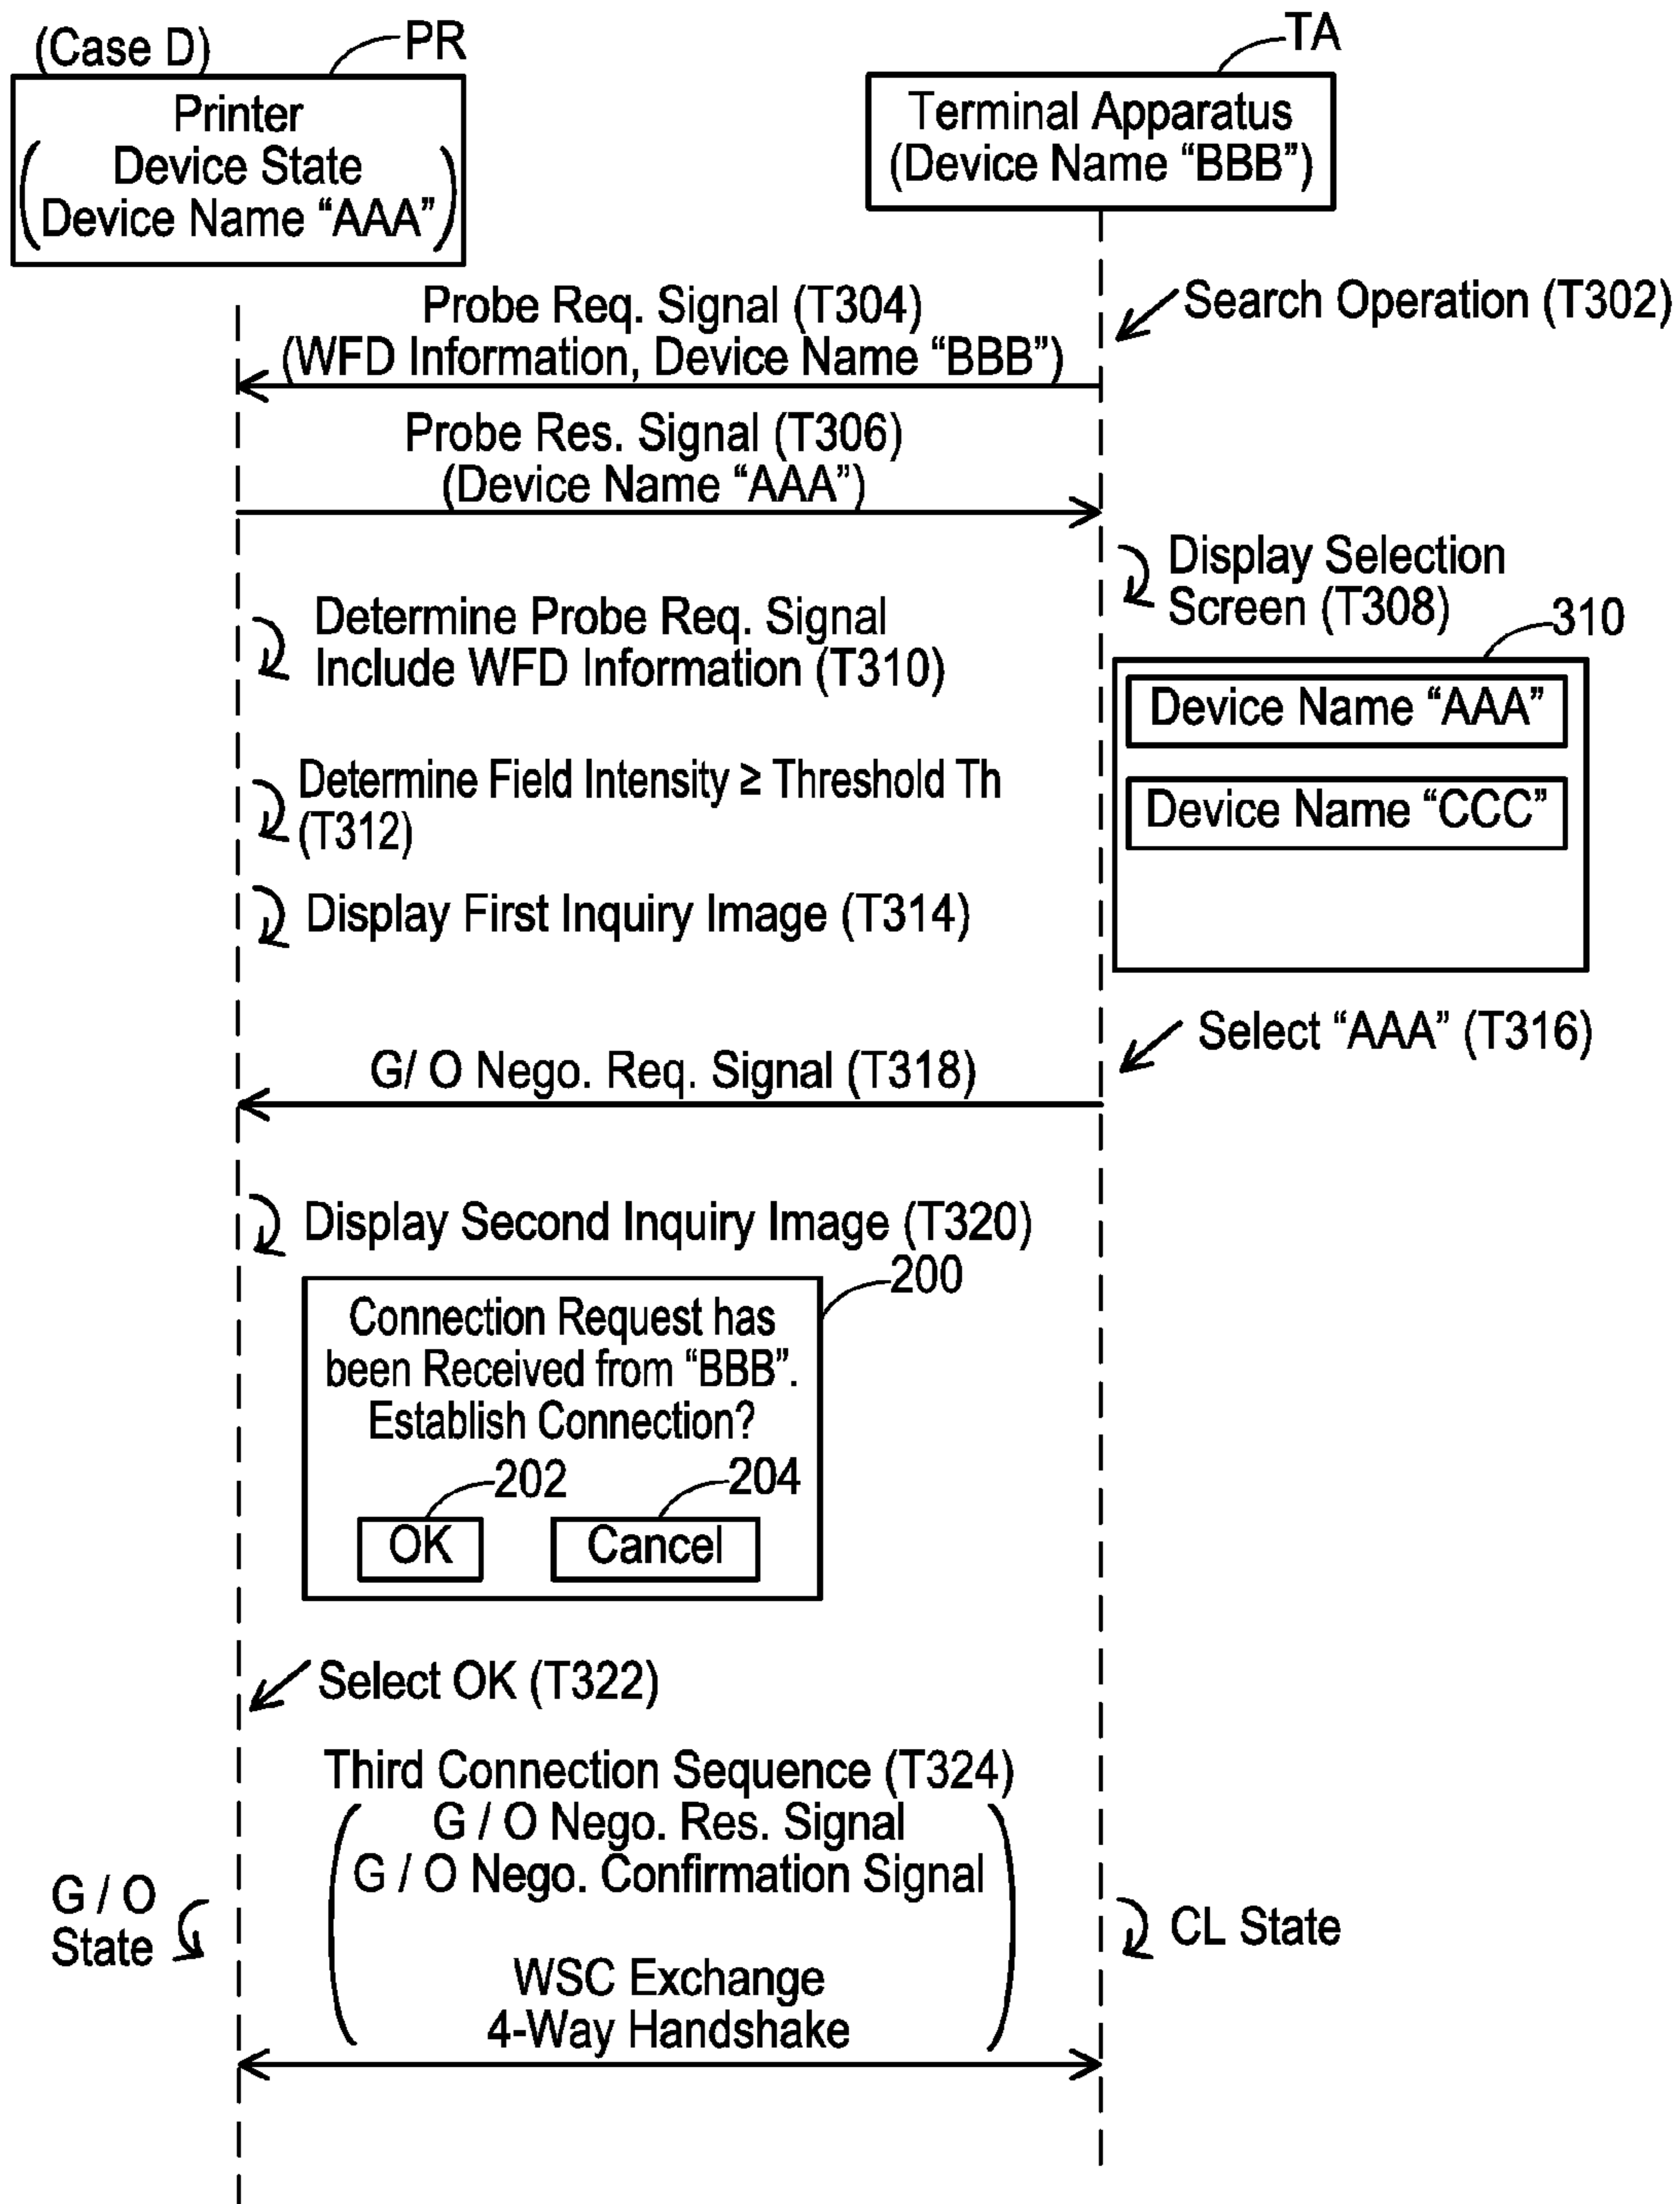 (Case D)
PR
TA
Printer
Device State
Device Name “AAA”
Terminal Apparatus
(Device Name “BBB”)
Search Operation (T302)
Probe Req. Signal (T304)
(WFD Information, Device Name “BBB”)
Probe Res. Signal (T306)
(Device Name “AAA”)
Display Selection
Screen (T308)
310
Device Name “AAA”
Device Name “CCC”
Determine Probe Req. Signal
Include WFD Information (T310)
Determine Field Intensity ≥ Threshold Th
(T312)
Display First Inquiry Image (T314)
Select “AAA” (T316)
G/ O Nego. Req. Signal (T318)
Display Second Inquiry Image (T320)
200
Connection Request has
been Received from “BBB”.
Establish Connection?
202
204
OK
Cancel
Select OK (T322)
Third Connection Sequence (T324)
G / O Nego. Res. Signal
G / O Nego. Confirmation Signal
G / O
State
CL State
WSC Exchange
4-Way Handshake